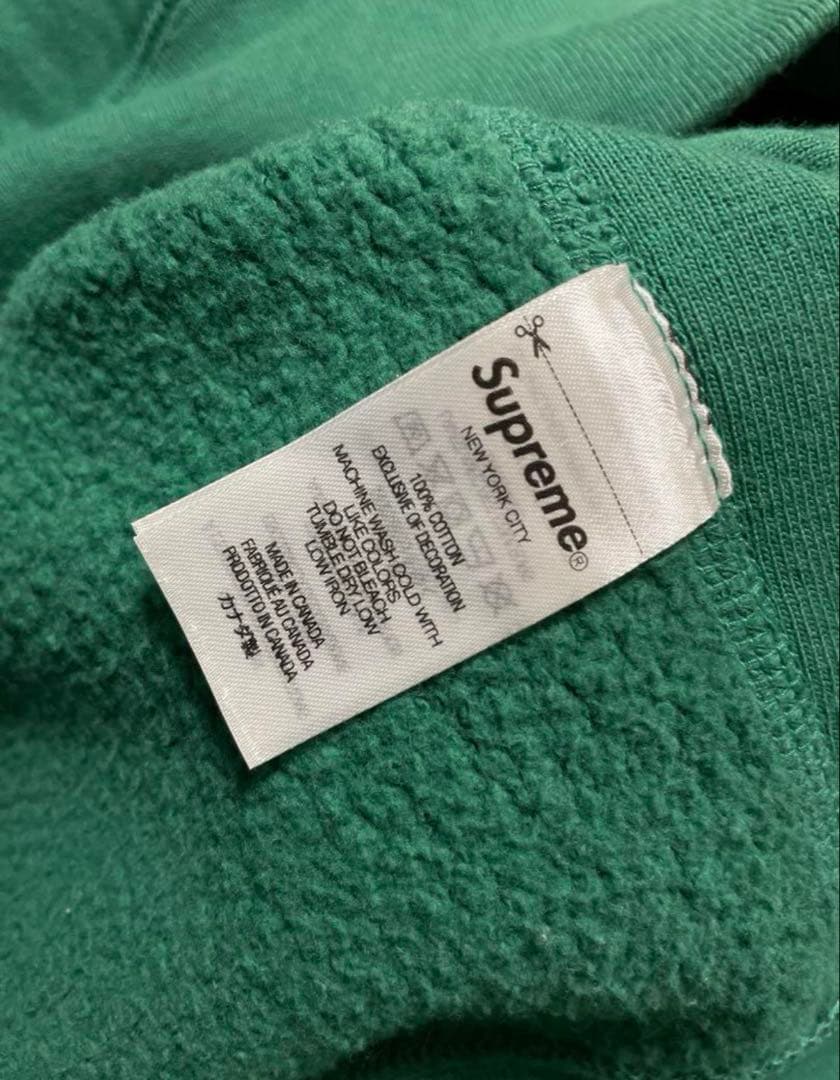 Supreme®
NEW YORK CITY
100% COTTON
EXCLUSIVE OF DECORATION
MACHINE WASH COLD WITH
LIKE COLORS
DO NOT BLEACH
TUMBLE DRY LOW
LOW IRON
MADE IN CANADA
FABRIQUÉ AU CANADA
PRODOTTO IN CANADA
カナダ製